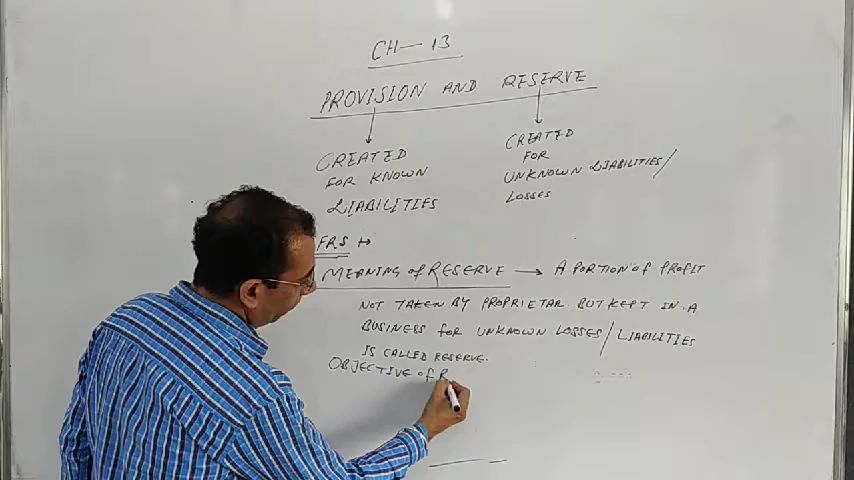 CH — 13
PROVISION AND RESERVE
CREATED
FOR KNOWN
LIABILITIES
CREATED
FOR
UNKNOWN LIABILITIES/
LOSSES
MEANING of RESERVE → A PORTION of PROFIT
NOT TAKEN BY PROPRIETAR BUT KEPT IN A
BUSINESS for UNKNOWN LOSSES/LIABILITIES
IS CALLED RESERVE.
OBJECTIVE of R